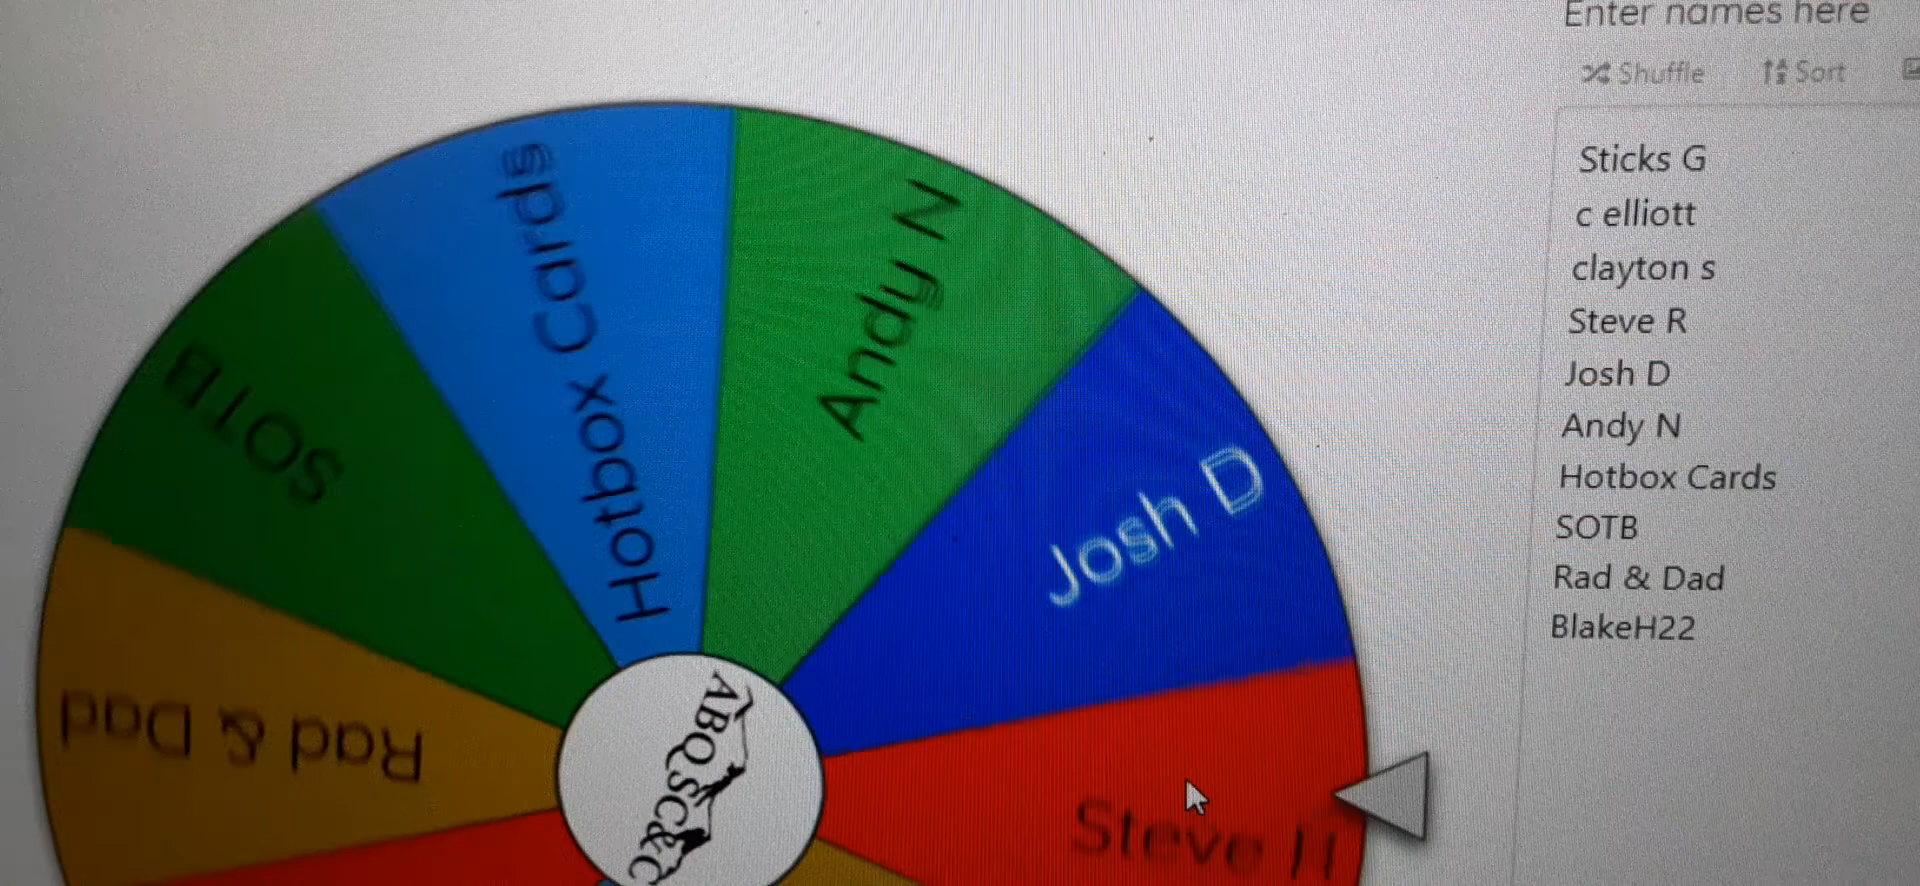 Enter names here
Shuffle
Sort
Sticks G
c elliott
clayton s
Steve R
Josh D
Andy N
Hotbox Cards
SOTB
Rad & Dad
BlakeH22
Hotbox Cards
Andy N
SOTB
Josh D
Rad & Dad
Steve
ABQSC&C